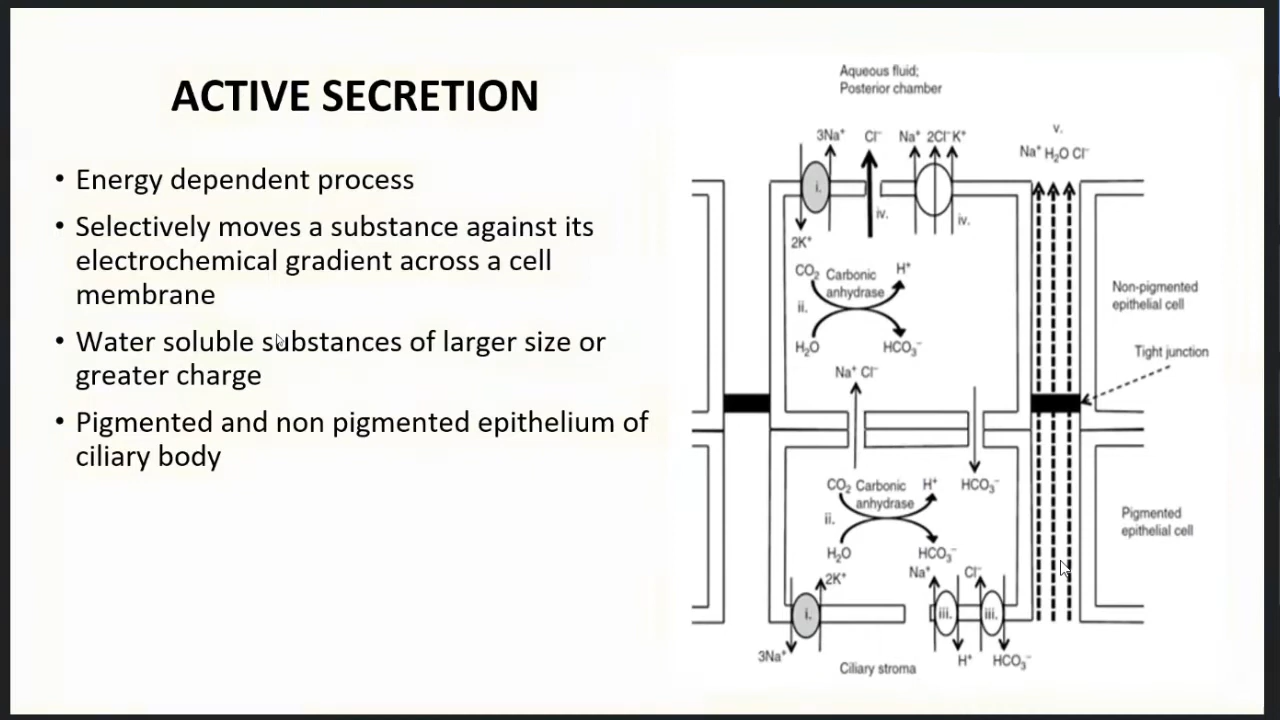 ACTIVE SECRETION
• Energy dependent process
• Selectively moves a substance against its
electrochemical gradient across a cell
membrane
• Water soluble substances of larger size or
greater charge
• Pigmented and non pigmented epithelium of
ciliary body
Aqueous fluid;
Posterior chamber
3Na⁺ Cl⁻ Na⁺ 2Cl⁻ K⁺
v.
Na⁺ H₂O Cl⁻
i.
iv.
iv.
2K⁺
CO₂ Carbonic H⁺
anhydrase
ii.
H₂O HCO₃⁻
Non-pigmented
epithelial cell
Tight junction
Na⁺ Cl⁻
CO₂ Carbonic H⁺ HCO₃⁻
anhydrase
ii.
H₂O HCO₃⁻
Pigmented
epithelial cell
2K⁺ Na⁺ Cl⁻
i. iii. iii.
3Na⁺ H⁺ HCO₃⁻
Ciliary stroma